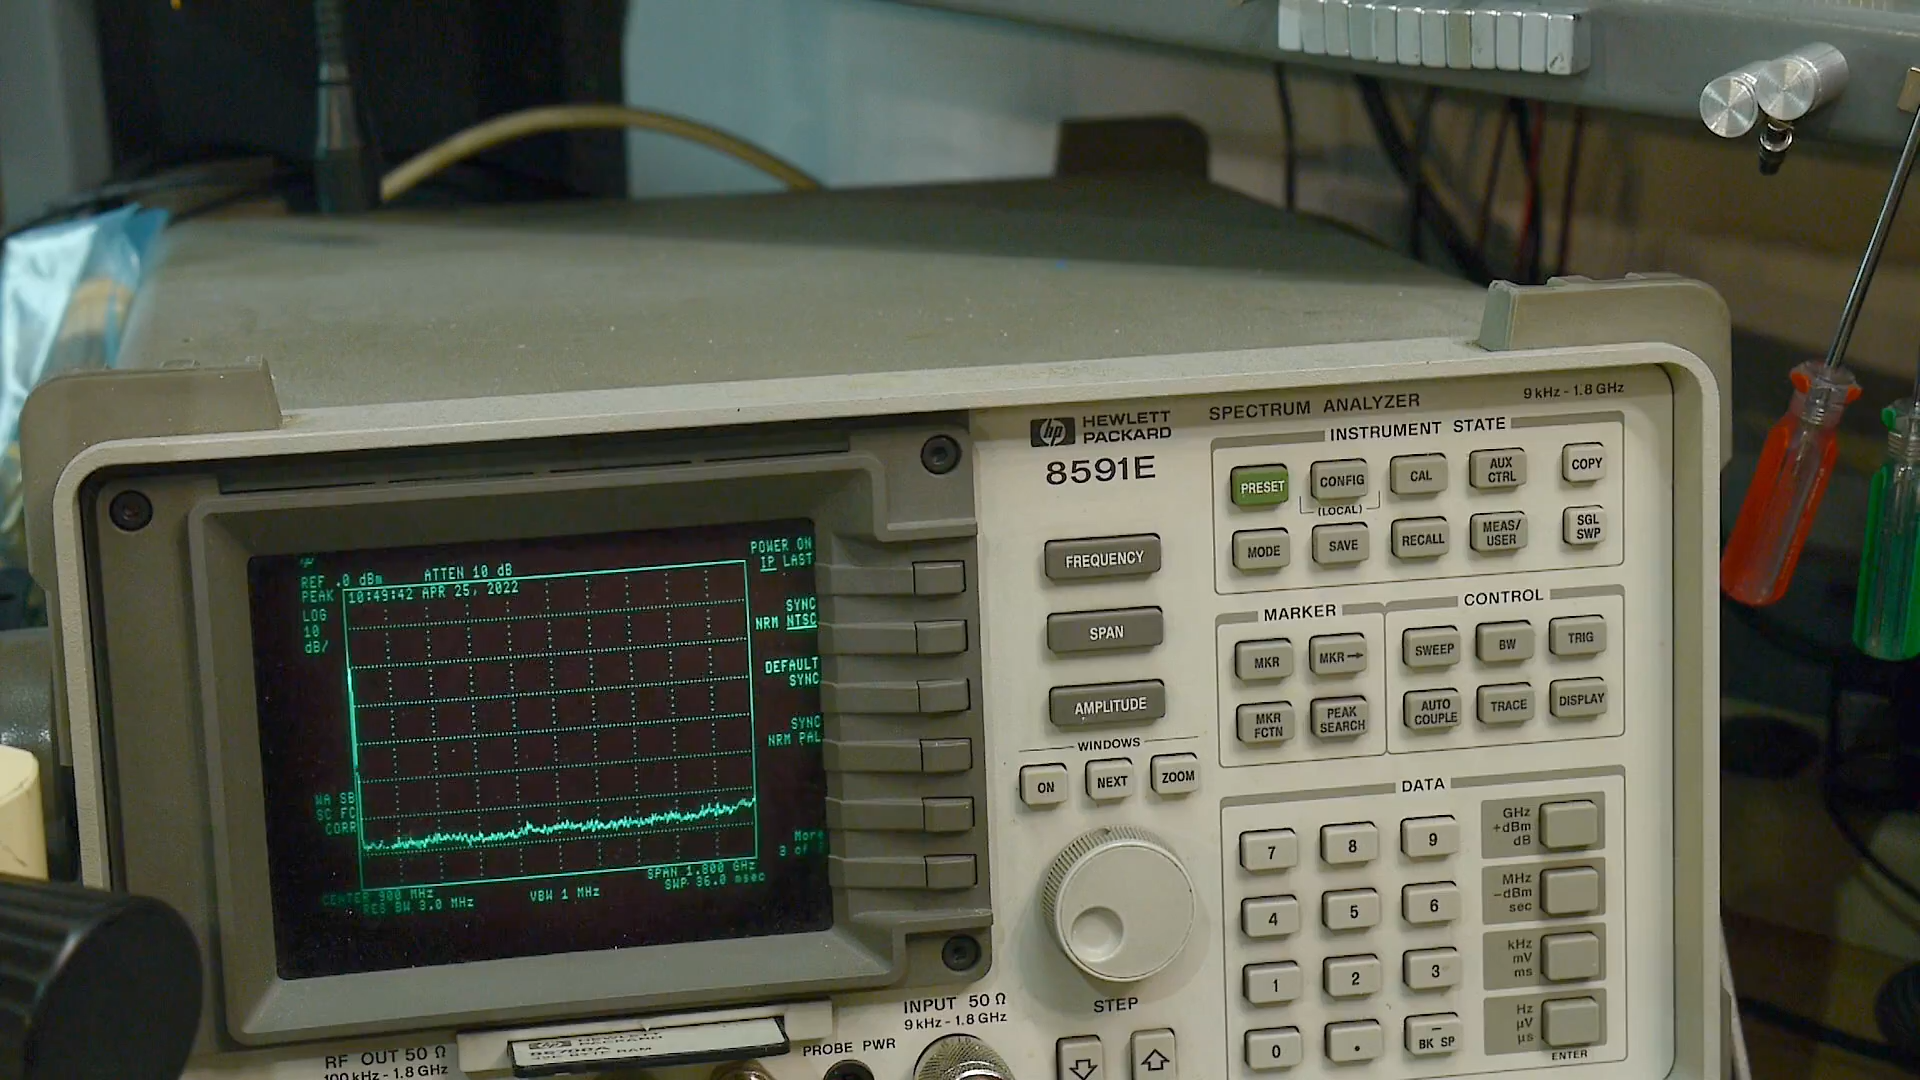 HEWLETT
PACKARD
8591E
SPECTRUM ANALYZER
9 kHz - 1.8 GHz
INSTRUMENT STATE
PRESET
CONFIG
CAL
AUX
CTRL
COPY
(LOCAL)
MODE
SAVE
RECALL
MEAS/
USER
SGL
SWP
FREQUENCY
SPAN
AMPLITUDE
MARKER
MKR
MKR→
MKR
FCTN
PEAK
SEARCH
CONTROL
SWEEP
BW
TRIG
AUTO
COUPLE
TRACE
DISPLAY
WINDOWS
ON
NEXT
ZOOM
DATA
7
8
9
GHz
+dBm
dB
4
5
6
MHz
-dBm
sec
1
2
3
kHz
mV
ms
0
.
-
BK SP
Hz
µV
µs
ENTER
STEP
hp
REF .0 dBm
ATTEN 10 dB
PEAK
10:49:42 APR 25, 2022
LOG
10
dB/
WA SB
SC FC
CORR
CENTER 900 MHz
RES BW 3.0 MHz
VBW 1 MHz
SPAN 1.800 GHz
SWP 36.0 msec
POWER ON
IP LAST
SYNC
NRM NTSC
DEFAULT
SYNC
SYNC
NRM PAL
More
3 of
RF OUT 50 Ω
100 kHz - 1.8 GHz
HEWLETT
PACKARD
PROBE PWR
INPUT 50 Ω
9 kHz - 1.8 GHz